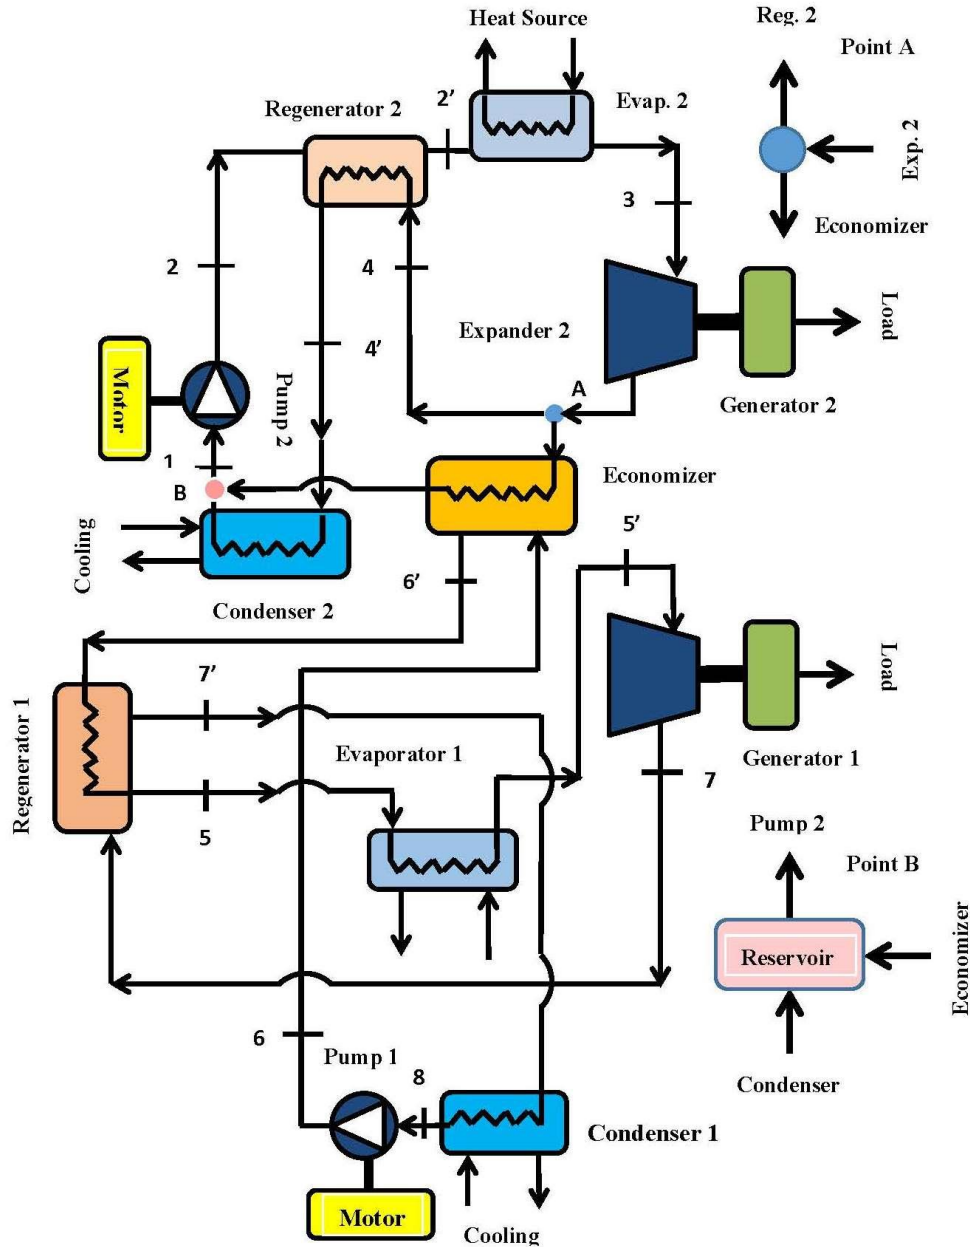 Heat Source
Reg. 2
Point A
Regenerator 2
2’
Evap. 2
Exp. 2
3
Economizer
2
4
Expander 2
Load
4’
Motor
Pump 2
A
Generator 2
1
B
Economizer
Cooling
5’
6’
Condenser 2
7’
Load
Regenerator 1
Evaporator 1
Generator 1
7
5
Pump 2
Point B
Reservoir
Economizer
6
Pump 1
8
Condenser
Condenser 1
Motor
Cooling